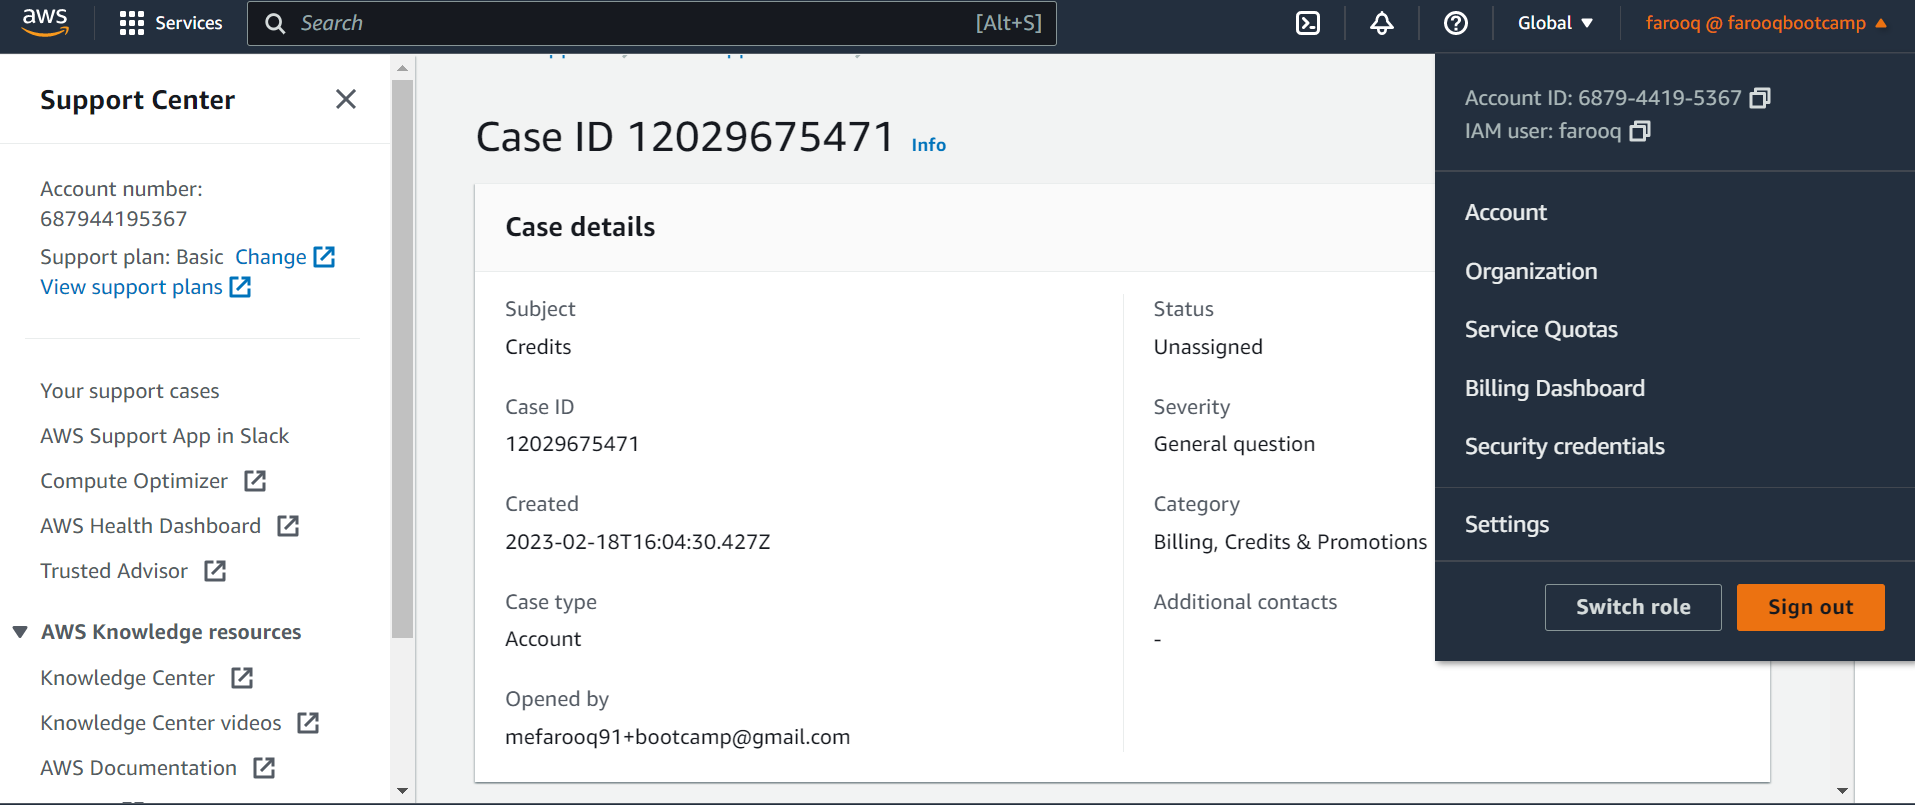 aws
Services
Search
[Alt+S]
Global
farooq @ farooqbootcamp
Support Center
Account number:
687944195367
Support plan: Basic Change
View support plans
Your support cases
AWS Support App in Slack
Compute Optimizer
AWS Health Dashboard
Trusted Advisor
AWS Knowledge resources
Knowledge Center
Knowledge Center videos
AWS Documentation
Case ID 12029675471 Info
Case details
Subject
Credits
Case ID
12029675471
Created
2023-02-18T16:04:30.427Z
Case type
Account
Opened by
mefarooq91+bootcamp@gmail.com
Status
Unassigned
Severity
General question
Category
Billing, Credits & Promotions
Additional contacts
-
Account ID: 6879-4419-5367
IAM user: farooq
Account
Organization
Service Quotas
Billing Dashboard
Security credentials
Settings
Switch role
Sign out